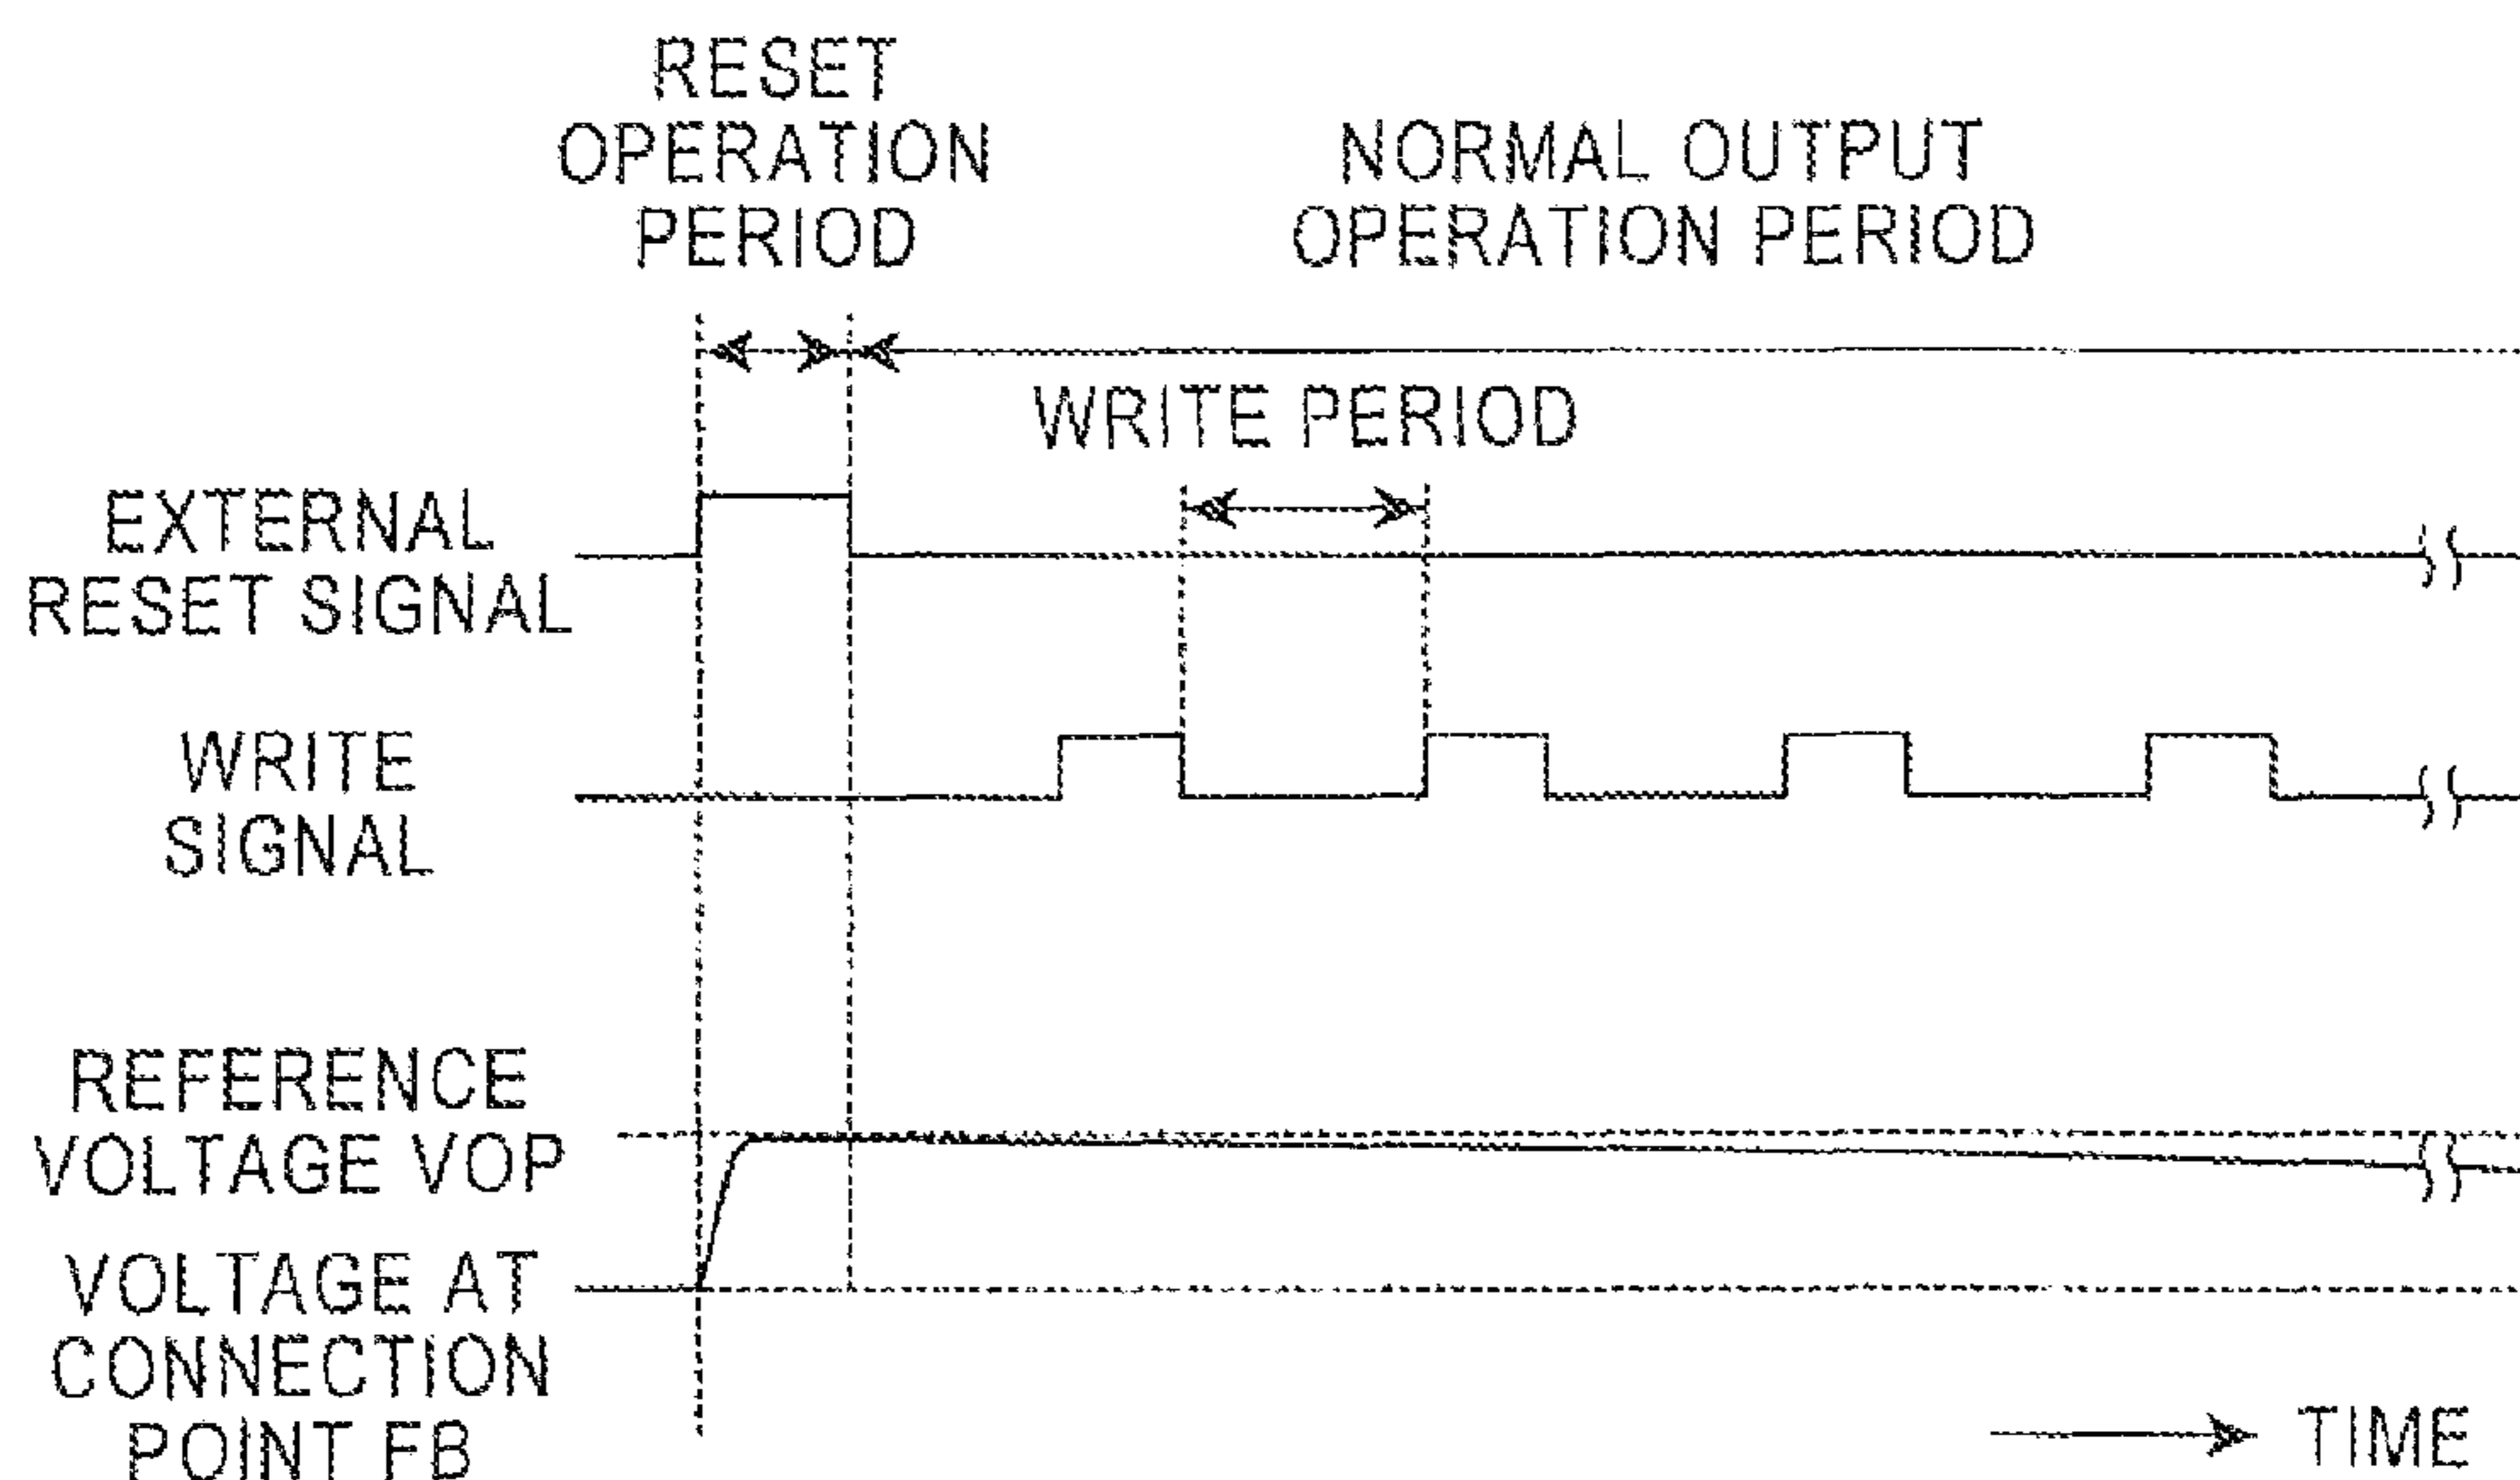 RESET
OPERATION
PERIOD
NORMAL OUTPUT
OPERATION PERIOD
WRITE PERIOD
EXTERNAL
RESET SIGNAL
WRITE
SIGNAL
REFERENCE
VOLTAGE VOP
VOLTAGE AT
CONNECTION
POINT FB
TIME